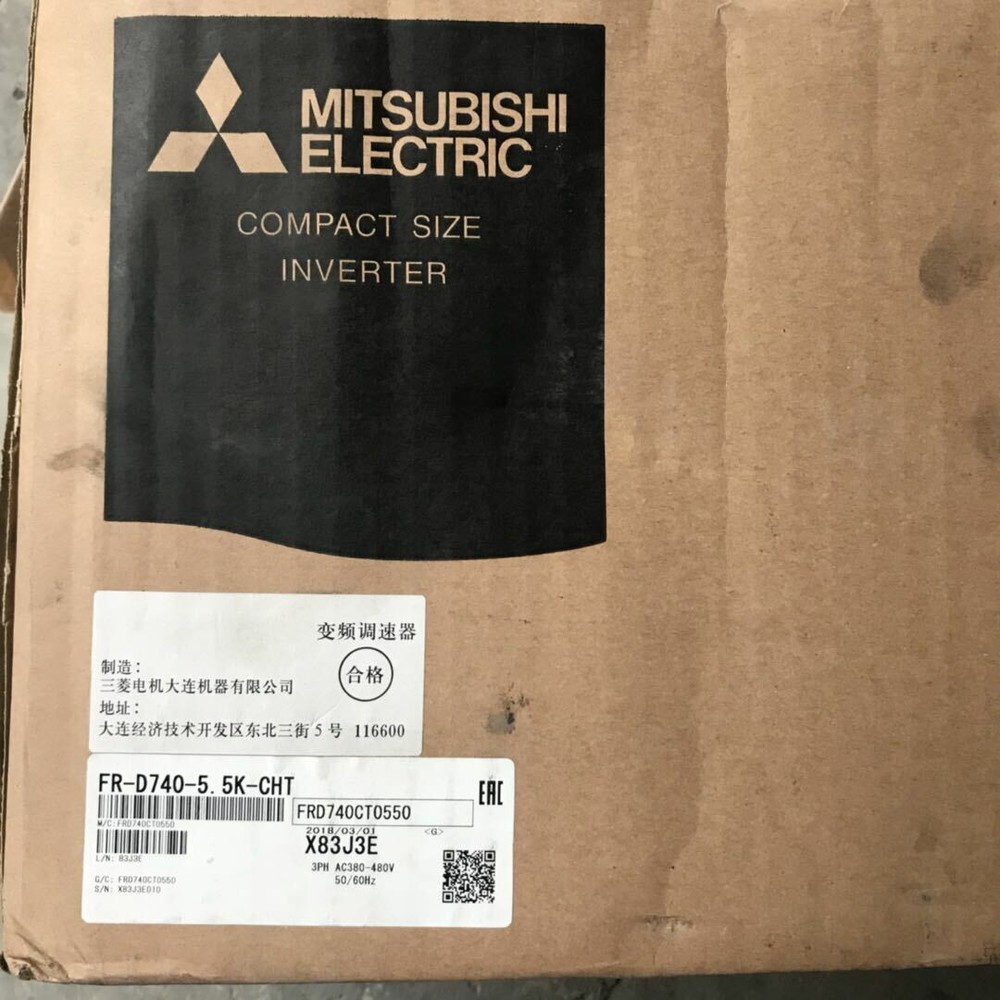 MITSUBISHI
ELECTRIC
COMPACT SIZE
INVERTER
变频调速器
合格
制造：
三菱电机大连机器有限公司
地址：
大连经济技术开发区东北三街5号 116600
FR-D740-5.5K-CHT
EAC
FRD740CT0550
M/C: FRD740CT0550
2018/03/01 <G>
X83J3E
L/N: 83J3E
3PH AC380-480V
50/60Hz
G/C: FRD740CT0550
S/N: X83J3E010